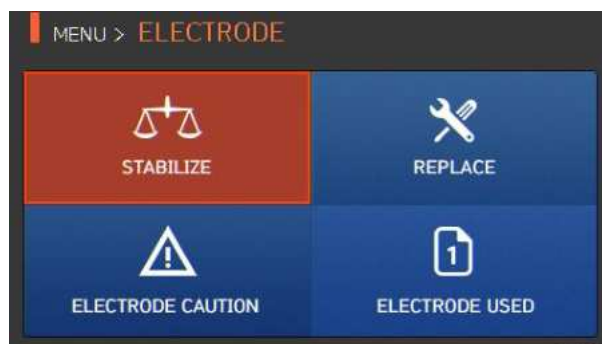 MENU > ELECTRODE
STABILIZE
REPLACE
ELECTRODE CAUTION
1
ELECTRODE USED